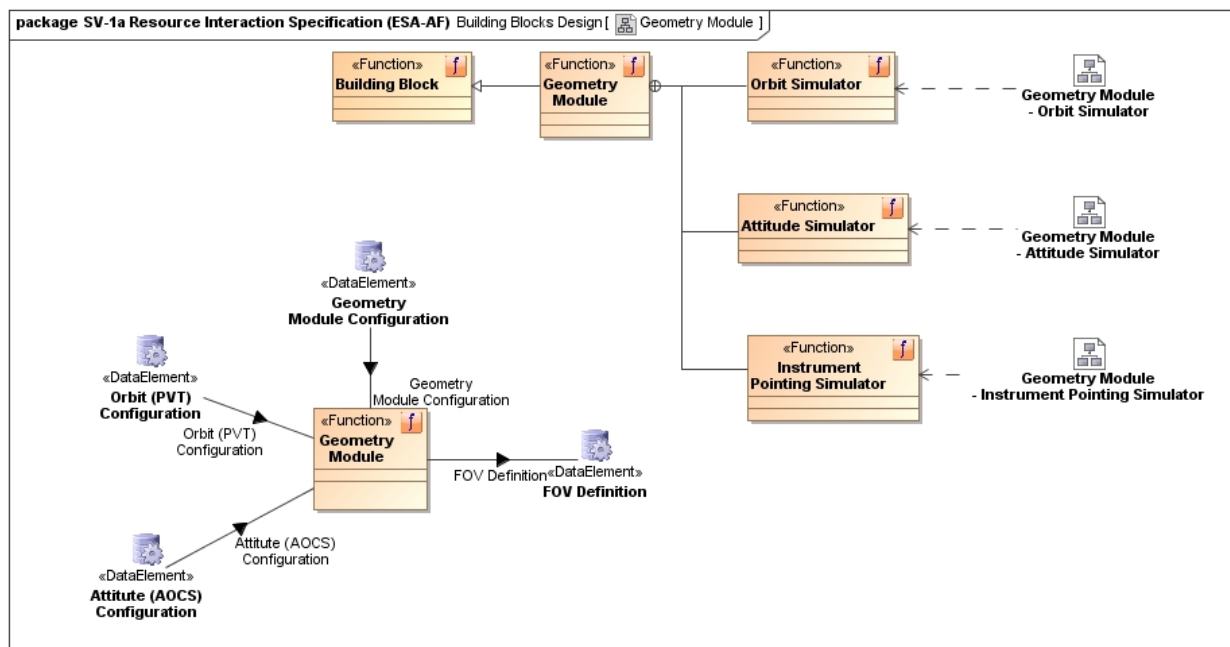 package SV-1a Resource Interaction Specification (ESA-AF) Building Blocks Design [ Geometry Module ]
«Function»
Building Block
«Function»
Geometry
Module
«Function»
Orbit Simulator
Geometry Module
- Orbit Simulator
«Function»
Attitude Simulator
Geometry Module
- Attitude Simulator
«Function»
Instrument
Pointing Simulator
Geometry Module
- Instrument Pointing Simulator
«DataElement»
Geometry
Module Configuration
Geometry
Module Configuration
«DataElement»
Orbit (PVT)
Configuration
Orbit (PVT)
Configuration
«Function»
Geometry
Module
FOV Definition
«DataElement»
FOV Definition
Attitute (AOCS)
Configuration
«DataElement»
Attitute (AOCS)
Configuration